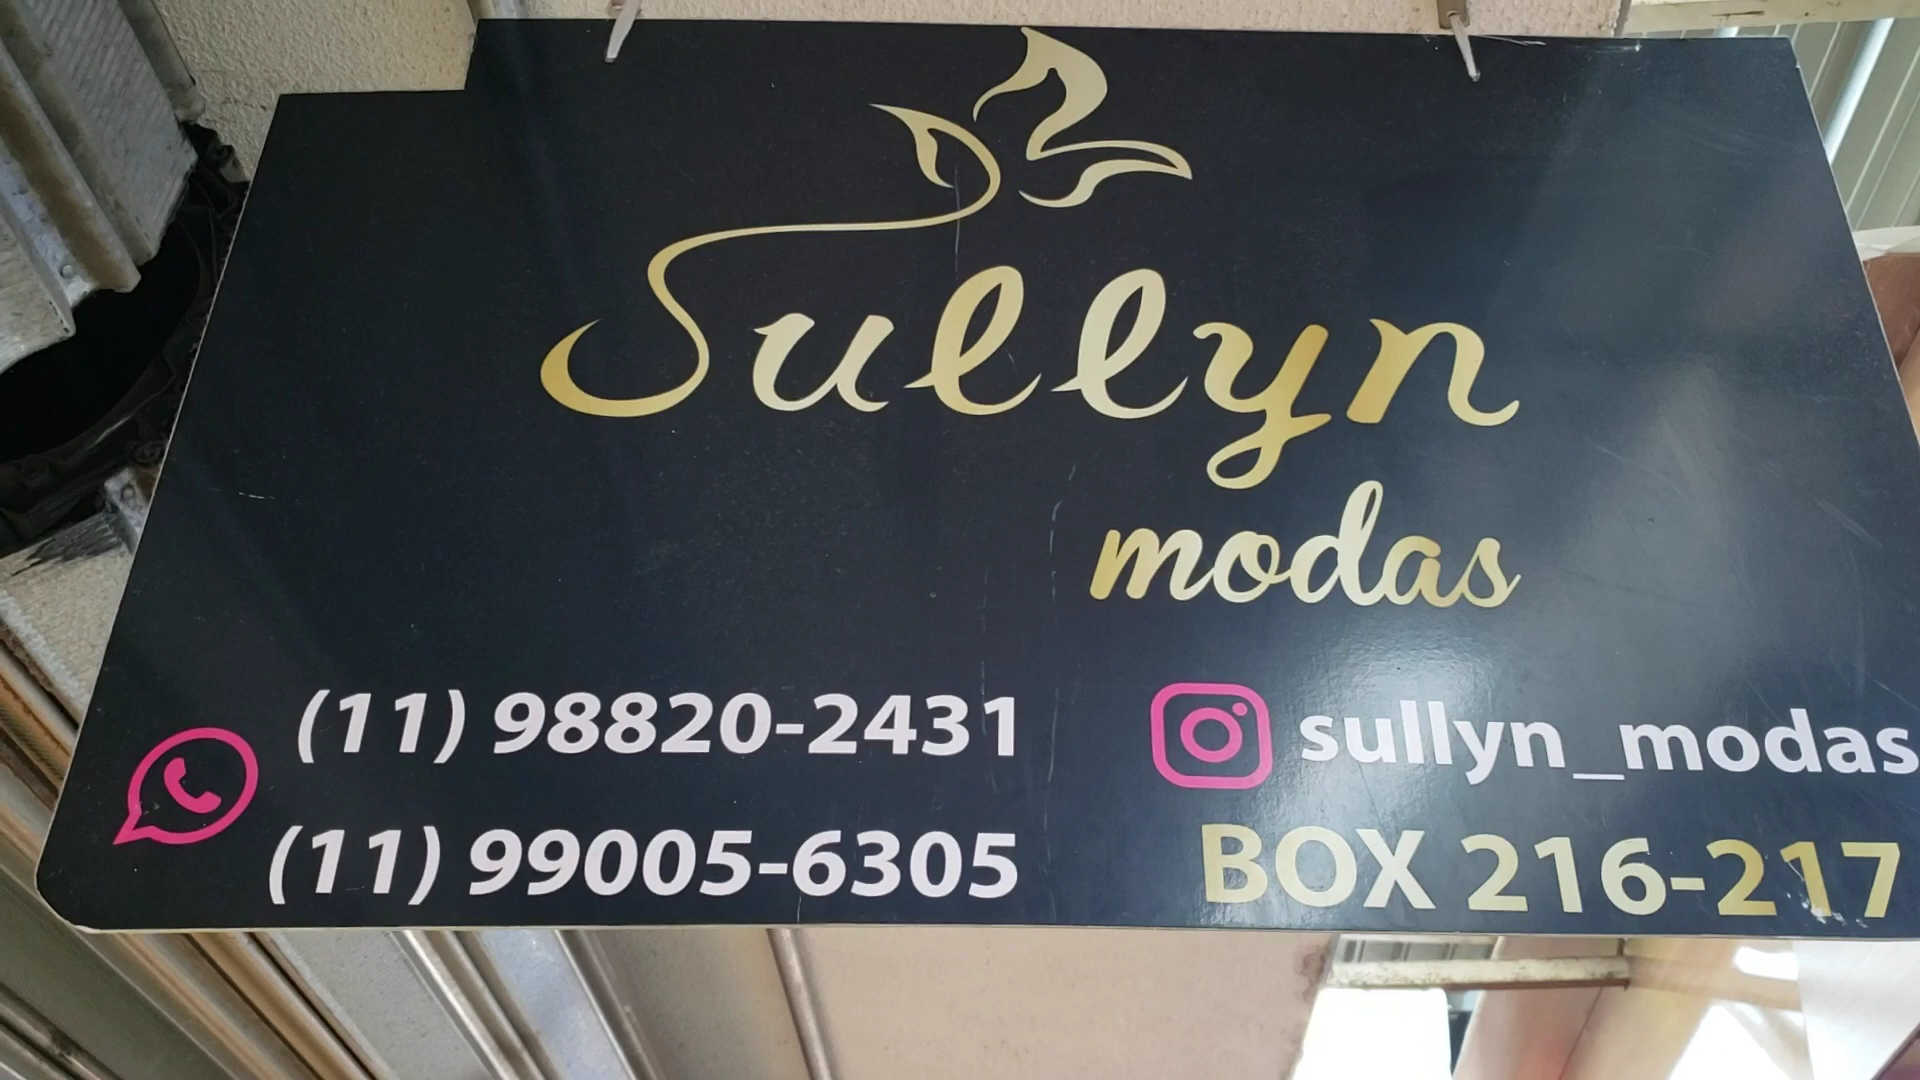 Sullyn
modas
(11) 98820-2431
(11) 99005-6305
sullyn_modas
BOX 216-217